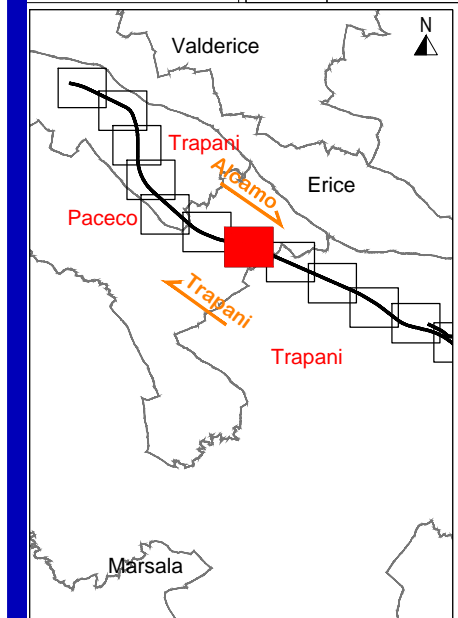 N
Valderice
Trapani
Alcamo
Erice
Paceco
Trapani
Trapani
Marsala